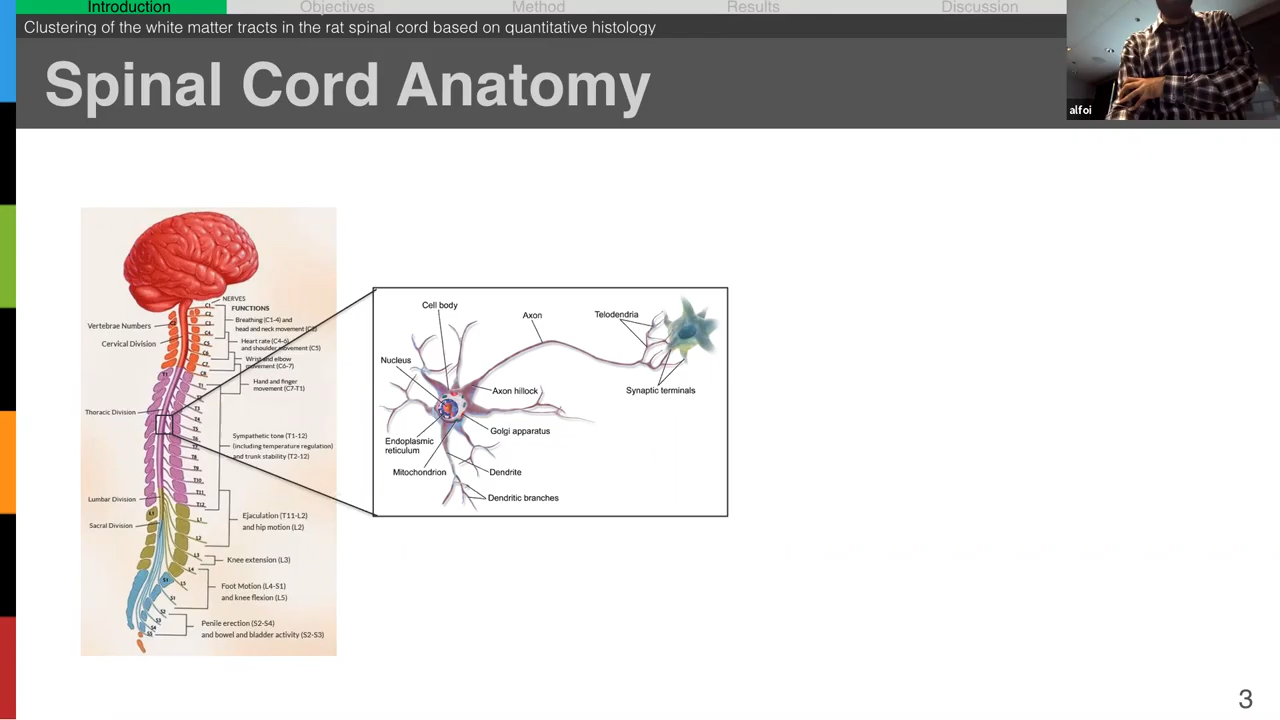 Introduction
Objectives
Method
Results
Discussion
Clustering of the white matter tracts in the rat spinal cord based on quantitative histology
Spinal Cord Anatomy
alfoi
NERVES
FUNCTIONS
Vertebrae Numbers
Cervical Division
Breathing (C1-4) and
head and neck movement (C2)
Heart rate (C4-6)
and shoulder movement (C5)
Wrist and elbow
movement (C6-7)
Hand and finger
movement (C7-T1)
Thoracic Division
Sympathetic tone (T1-12)
(including temperature regulation)
and trunk stability (T2-12)
Lumbar Division
Sacral Division
Ejaculation (T11-L2)
and hip motion (L2)
Knee extension (L3)
Foot Motion (L4-S1)
and knee flexion (L5)
Penile erection (S2-S4)
and bowel and bladder activity (S2-S3)
Cell body
Axon
Telodendria
Nucleus
Axon hillock
Synaptic terminals
Golgi apparatus
Endoplasmic
reticulum
Mitochondrion
Dendrite
Dendritic branches
3